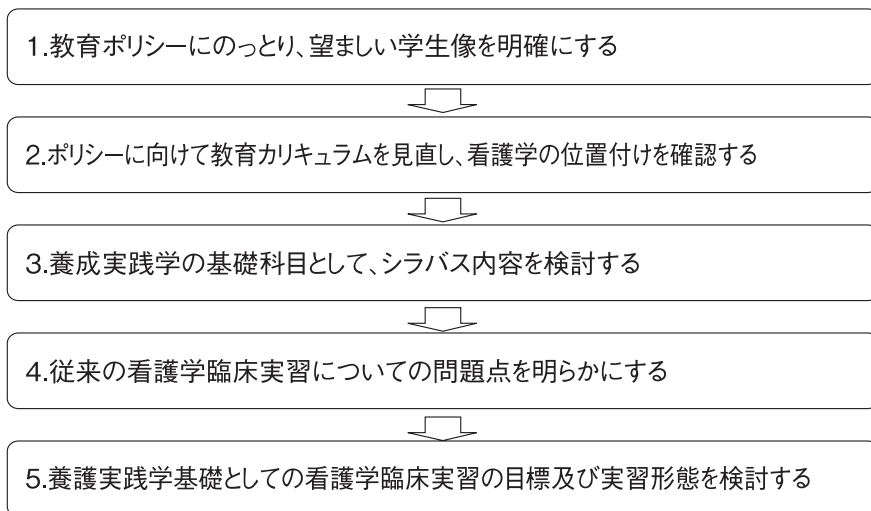 1.教育ポリシーにのっとり、望ましい学生像を明確にする
2.ポリシーに向けて教育カリキュラムを見直し、看護学の位置付けを確認する
3.養成実践学の基礎科目として、シラバス内容を検討する
4.従来の看護学臨床実習についての問題点を明らかにする
5.養護実践学基礎としての看護学臨床実習の目標及び実習形態を検討する